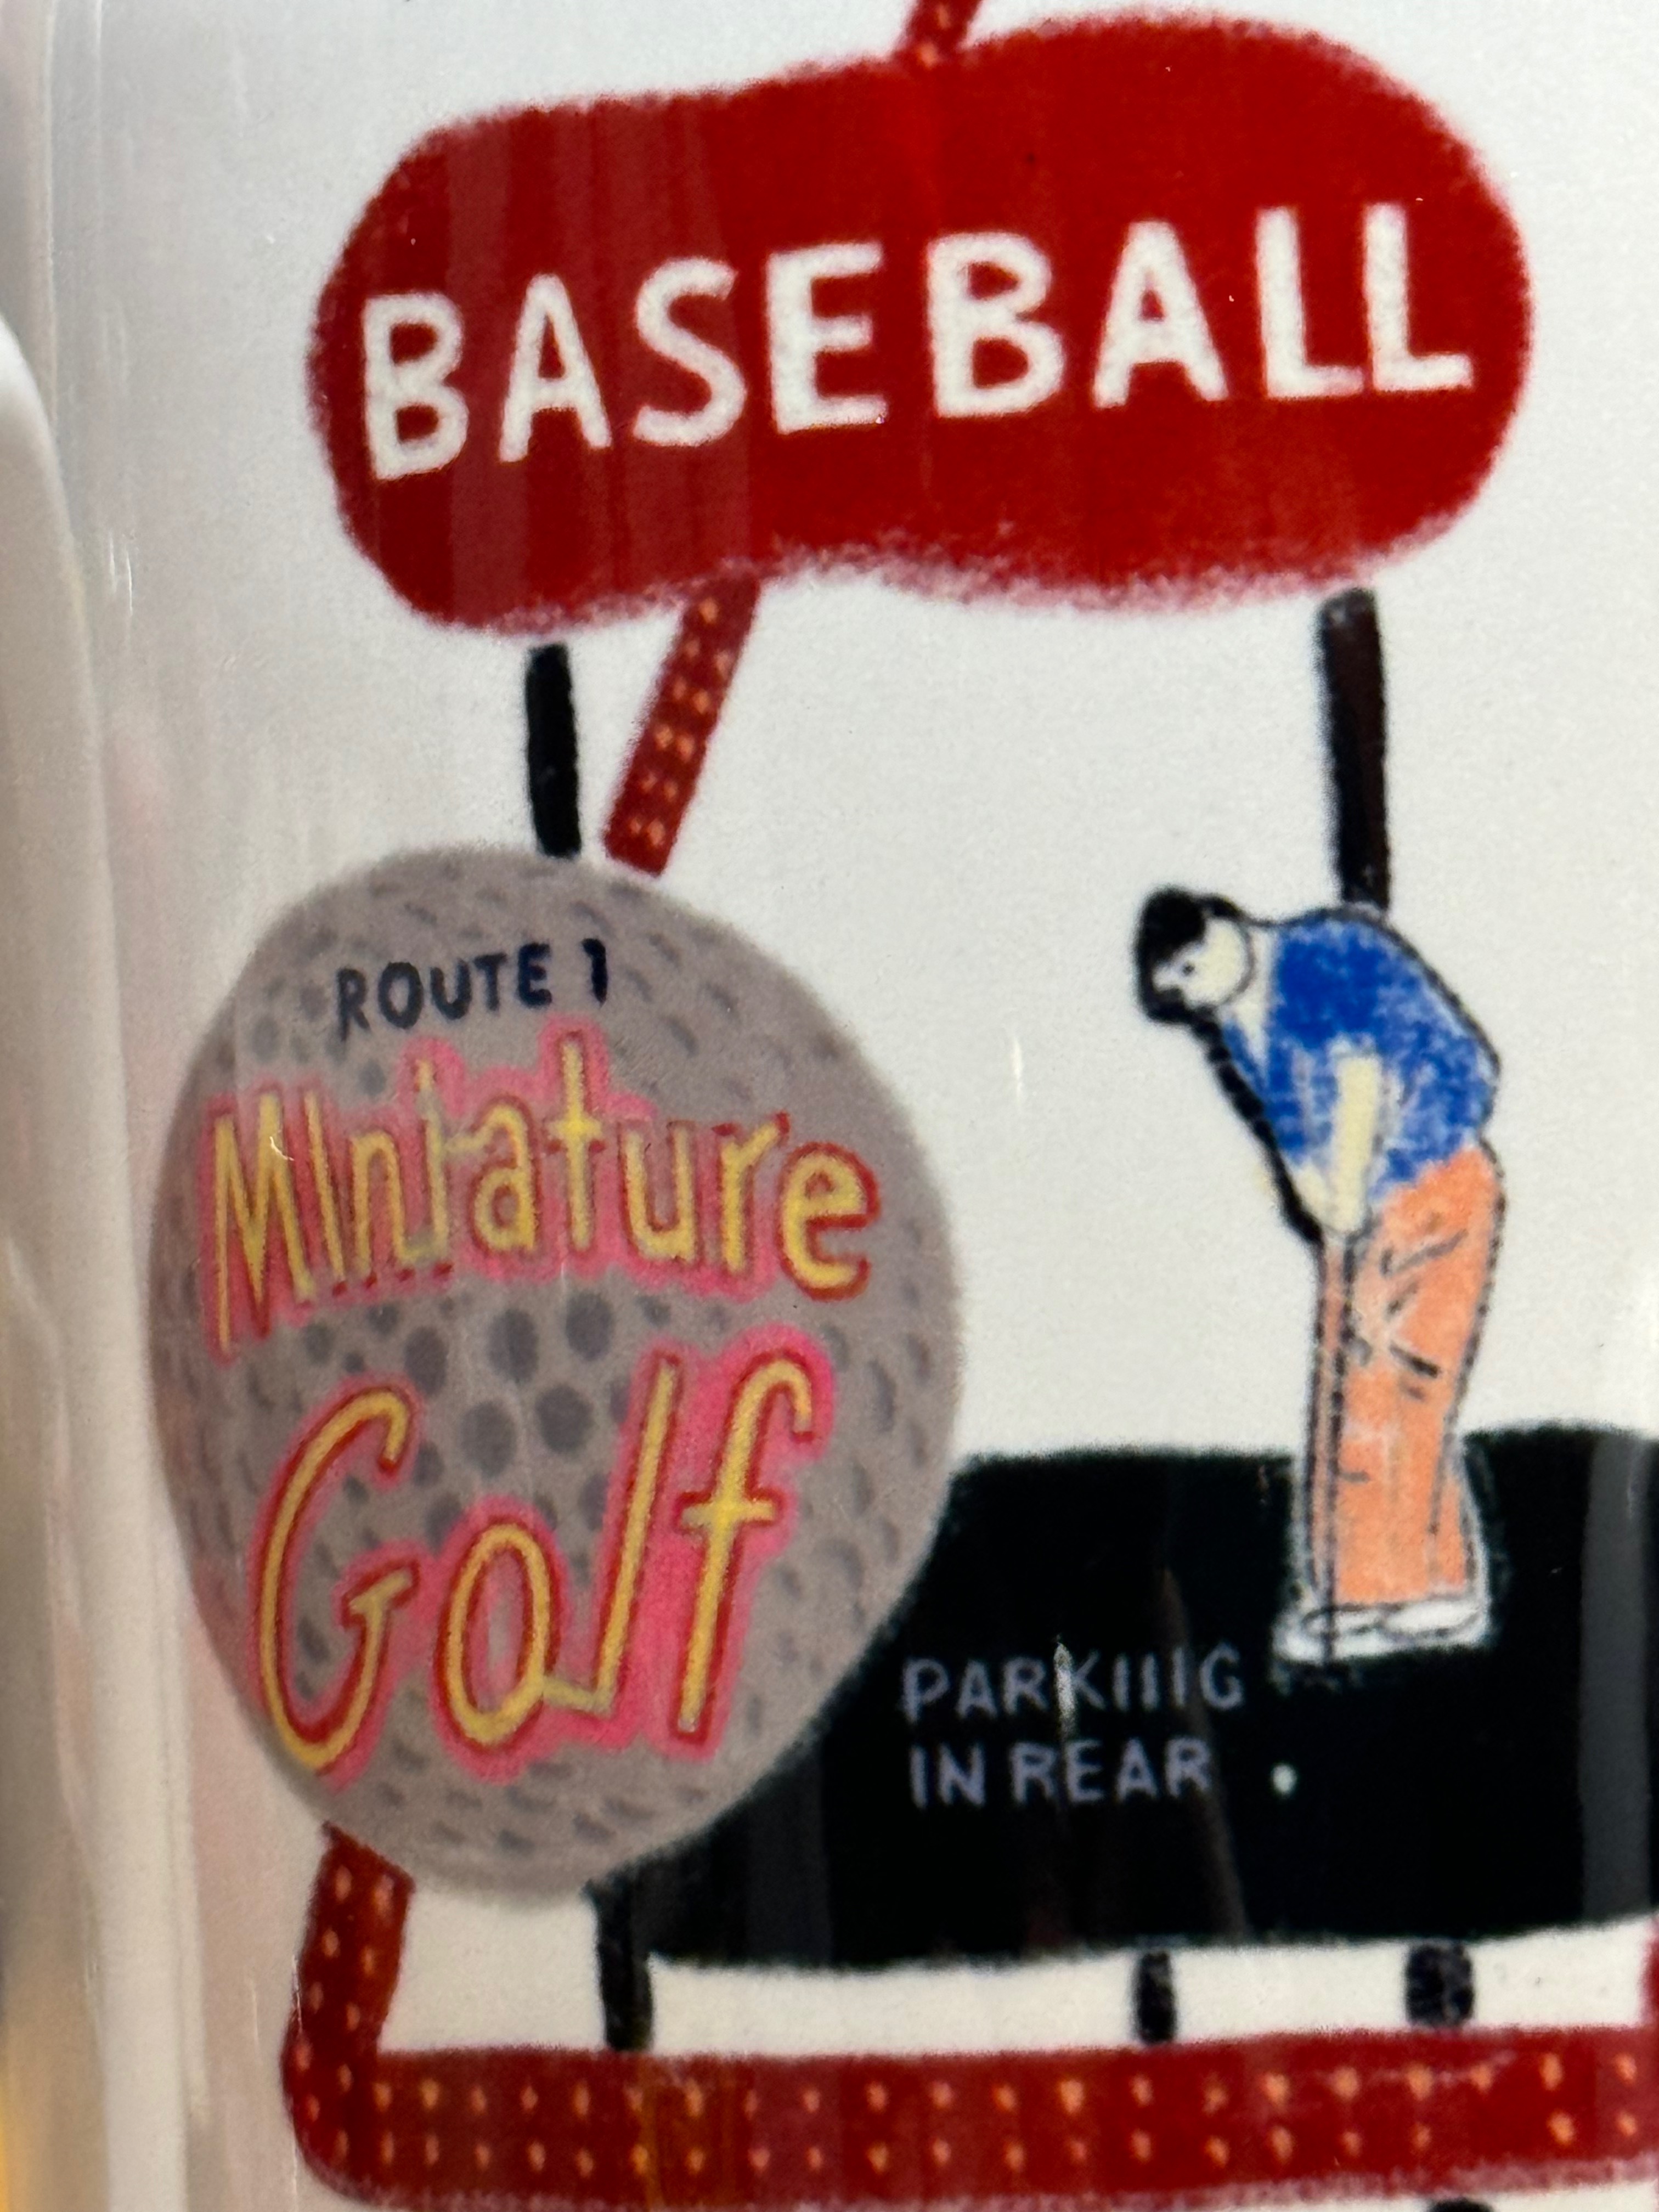 BASEBALL
ROUTE 1
MIniature
Golf
PARKIIIG
IN REAR